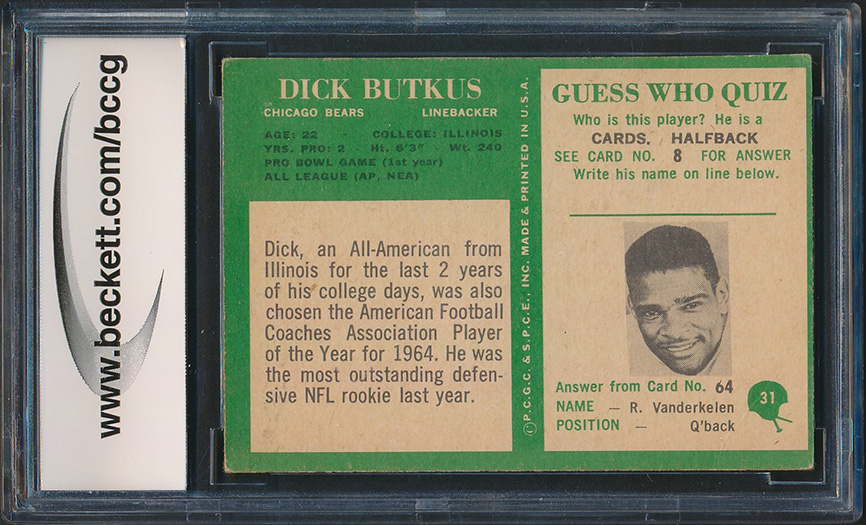 www.beckett.com/bccg
DICK BUTKUS
CHICAGO BEARS LINEBACKER
AGE: 22 - COLLEGE: ILLINOIS
YRS. PRO: 2 - Ht. 6'3" - Wt. 240
PRO BOWL GAME (1st year)
ALL LEAGUE (AP, NEA)
Dick, an All-American from
Illinois for the last 2 years
of his college days, was also
chosen the American Football
Coaches Association Player
of the Year for 1964. He was
the most outstanding defen-
sive NFL rookie last year.
© P.C.G.C. & S.P.C.E., INC. MADE & PRINTED IN U.S.A.
GUESS WHO QUIZ
Who is this player? He is a
CARDS. HALFBACK
SEE CARD NO. 8 FOR ANSWER
Write his name on line below.
Answer from Card No. 64
NAME — R. Vanderkelen
POSITION — Q'back
31